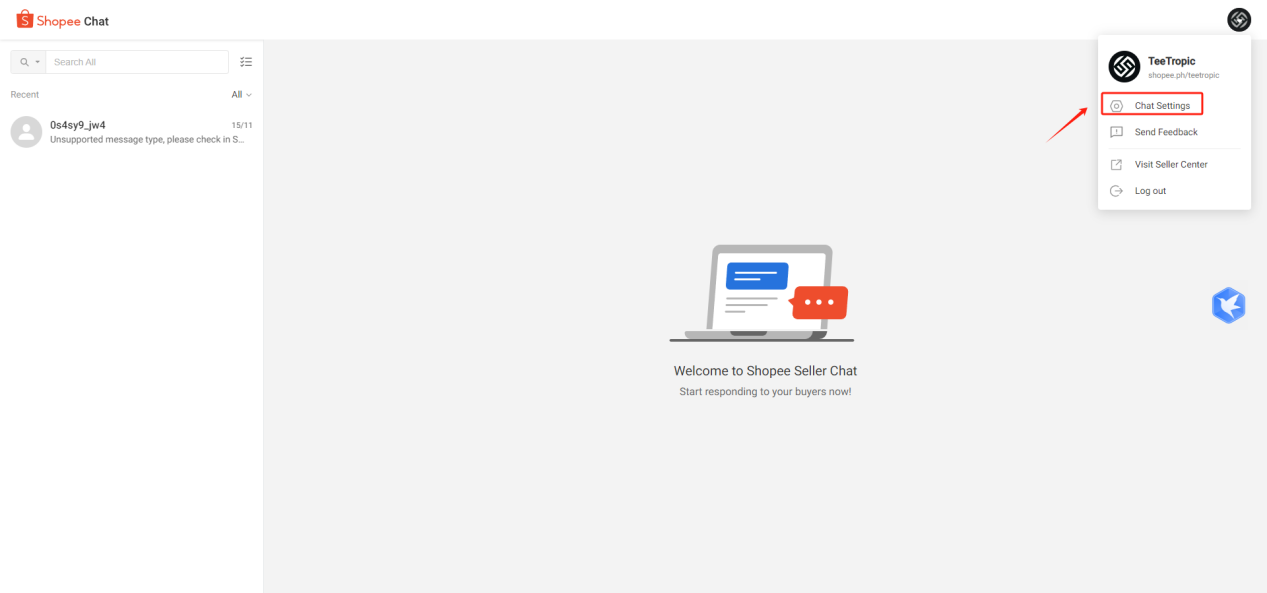 Shopee Chat
Search All
Recent
All
0s4sy9_jw4
15/11
Unsupported message type, please check in S...
TeeTropic
shopee.ph/teetropic
Chat Settings
Send Feedback
Visit Seller Center
Log out
Welcome to Shopee Seller Chat
Start responding to your buyers now!